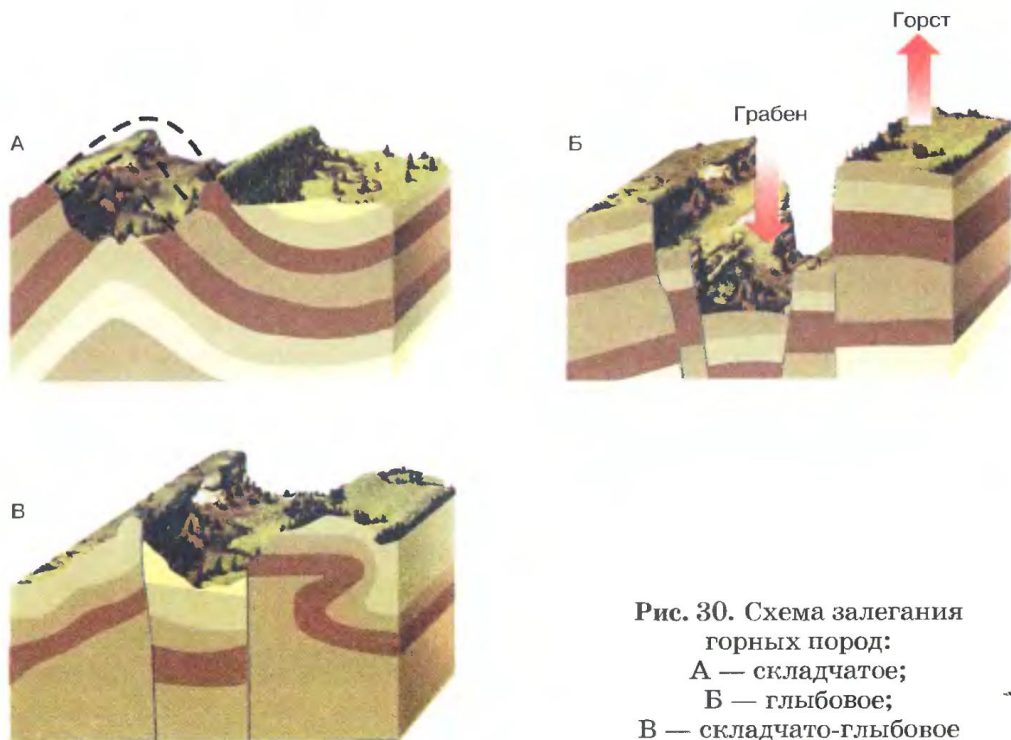 Горст
Грабен
А
Б
В
Рис. 30. Схема залегания
горных пород:
А — складчатое;
Б — глыбовое;
В — складчато-глыбовое